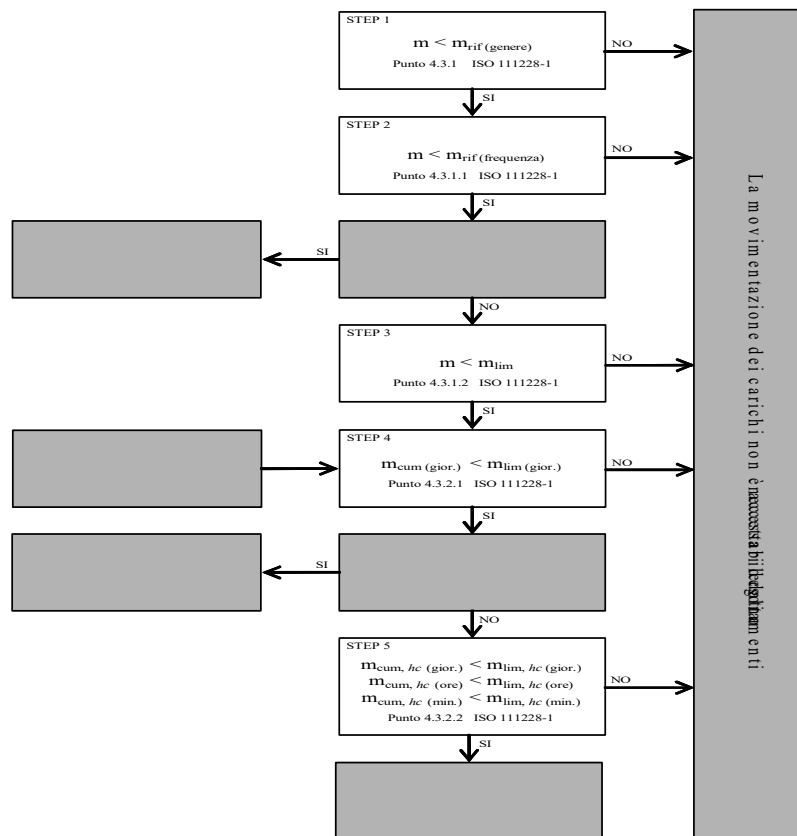 STEP 1
m < mrif (genere)
Punto 4.3.1 ISO 111228-1
NO
SI
STEP 2
m < mrif (frequenza)
Punto 4.3.1.1 ISO 111228-1
NO
SI
SI
NO
STEP 3
m < mlim
Punto 4.3.1.2 ISO 111228-1
NO
SI
STEP 4
mcum (gior.) < mlim (gior.)
Punto 4.3.2.1 ISO 111228-1
NO
SI
SI
NO
STEP 5
mcum, hc (gior.) < mlim, hc (gior.)
mcum, hc (ore) < mlim, hc (ore)
mcum, hc (min.) < mlim, hc (min.)
Punto 4.3.2.2 ISO 111228-1
NO
SI
La movimentazione dei carichi non è